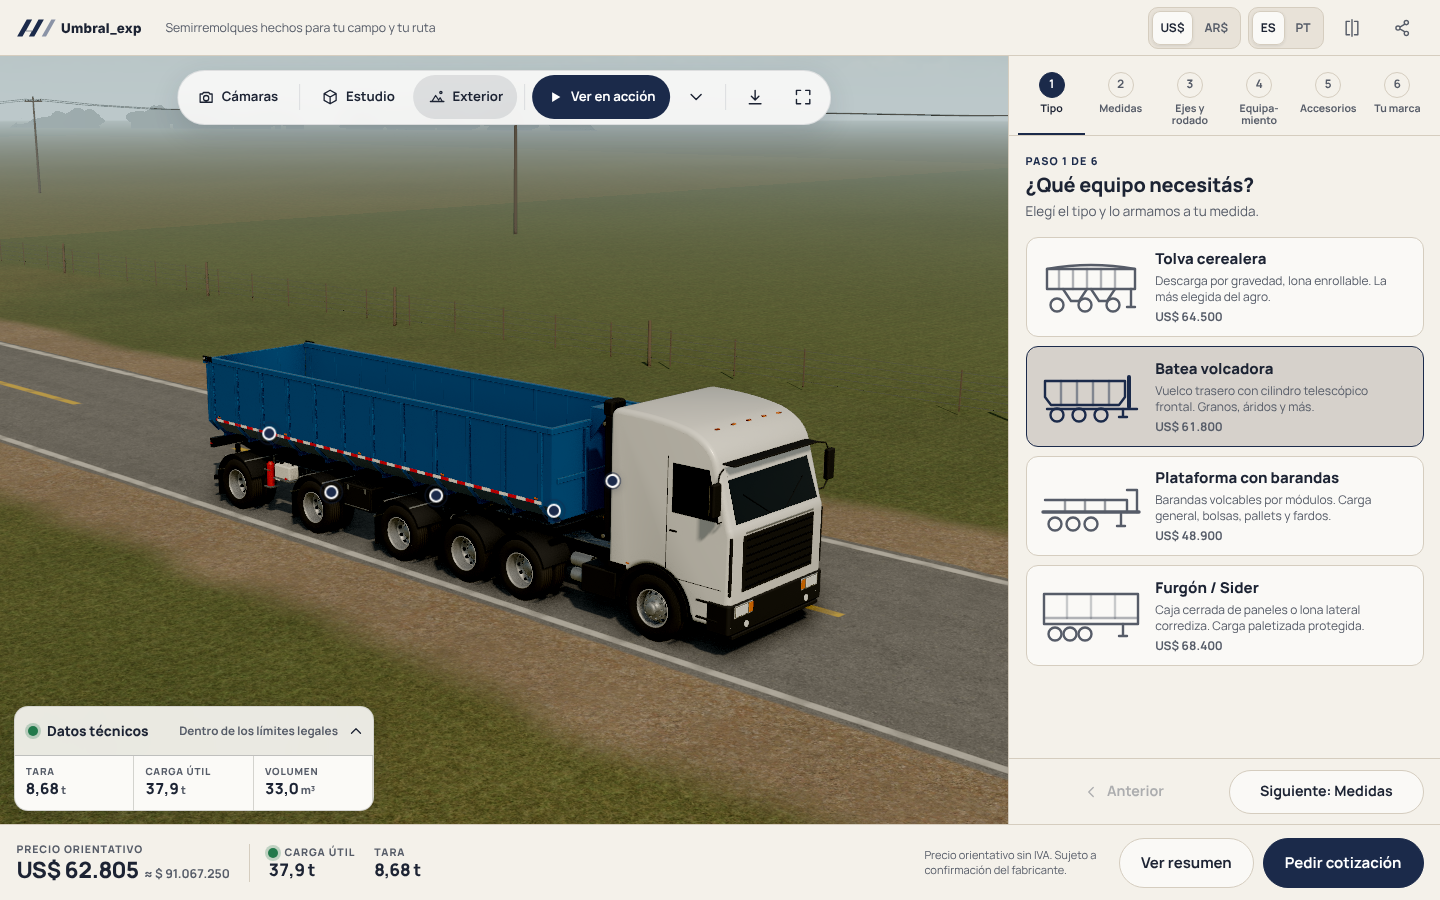 Umbral_exp
Semirremolques hechos para tu campo y tu ruta
US$ AR$
ES PT
Cámaras
Estudio
Exterior
Ver en acción
1 2 3 4 5 6
Tipo
Medidas
Ejes y
rodado
Equipa-
miento
Accesorios
Tu marca
PASO 1 DE 6
¿Qué equipo necesitás?
Elegí el tipo y lo armamos a tu medida.
Tolva cerealera
Descarga por gravedad, lona enrollable. La
más elegida del agro.
US$ 64.500
Batea volcadora
Vuelco trasero con cilindro telescópico
frontal. Granos, áridos y más.
US$ 61.800
Plataforma con barandas
Barandas volcables por módulos. Carga
general, bolsas, pallets y fardos.
US$ 48.900
Furgón / Sider
Caja cerrada de paneles o lona lateral
corrediza. Carga paletizada protegida.
US$ 68.400
Anterior
Siguiente: Medidas
Datos técnicos
Dentro de los límites legales
TARA
8,68 t
CARGA ÚTIL
37,9 t
VOLUMEN
33,0 m³
PRECIO ORIENTATIVO
US$ 62.805 ≈ $ 91.067.250
CARGA ÚTIL
37,9 t
TARA
8,68 t
Precio orientativo sin IVA. Sujeto a
confirmación del fabricante.
Ver resumen
Pedir cotización